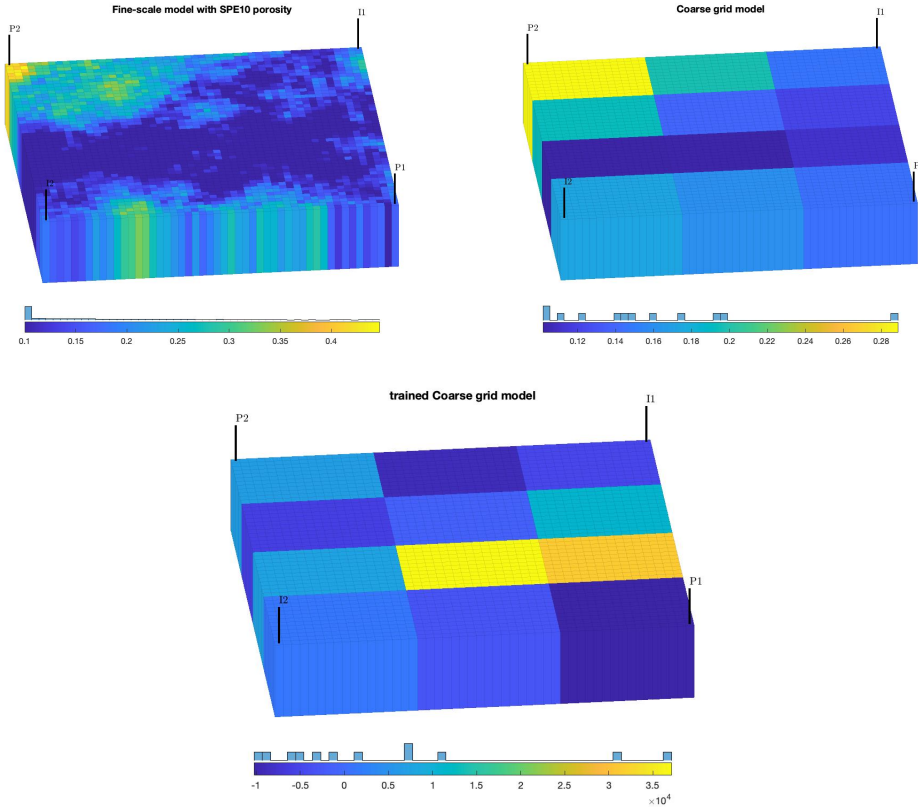 Fine-scale model with SPE10 porosity
P2
I1
I2
P1
0.1 0.15 0.2 0.25 0.3 0.35 0.4
Coarse grid model
P2
I1
I2
P
0.12 0.14 0.16 0.18 0.2 0.22 0.24 0.26 0.28
trained Coarse grid model
P2
I1
I2
P1
-1 -0.5 0 0.5 1 1.5 2 2.5 3 3.5
×10⁴